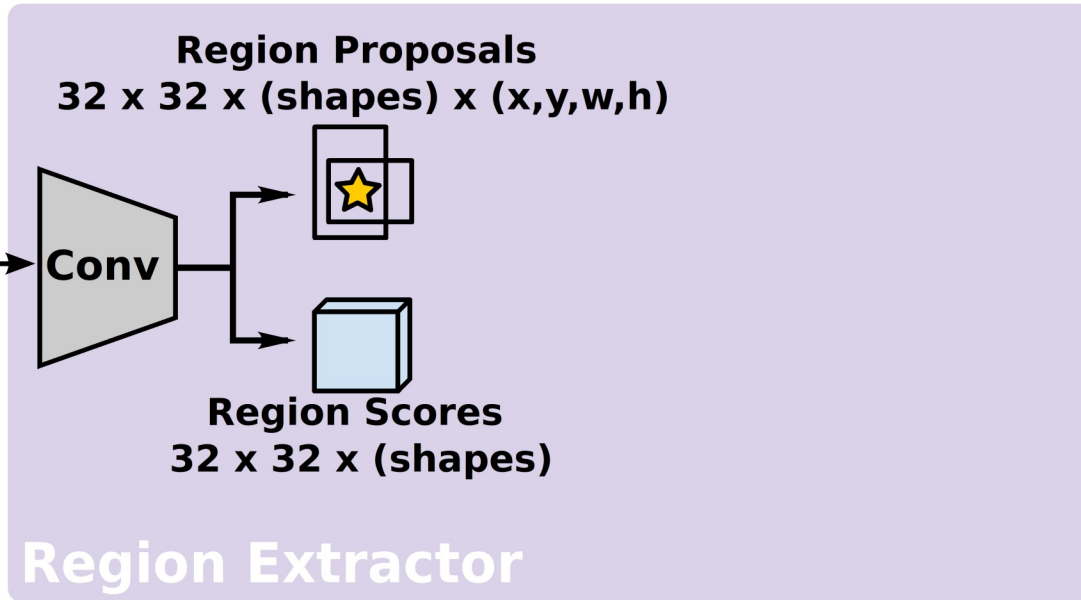 Region Proposals
32 x 32 x (shapes) x (x,y,w,h)
Conv
Region Scores
32 x 32 x (shapes)
Region Extractor